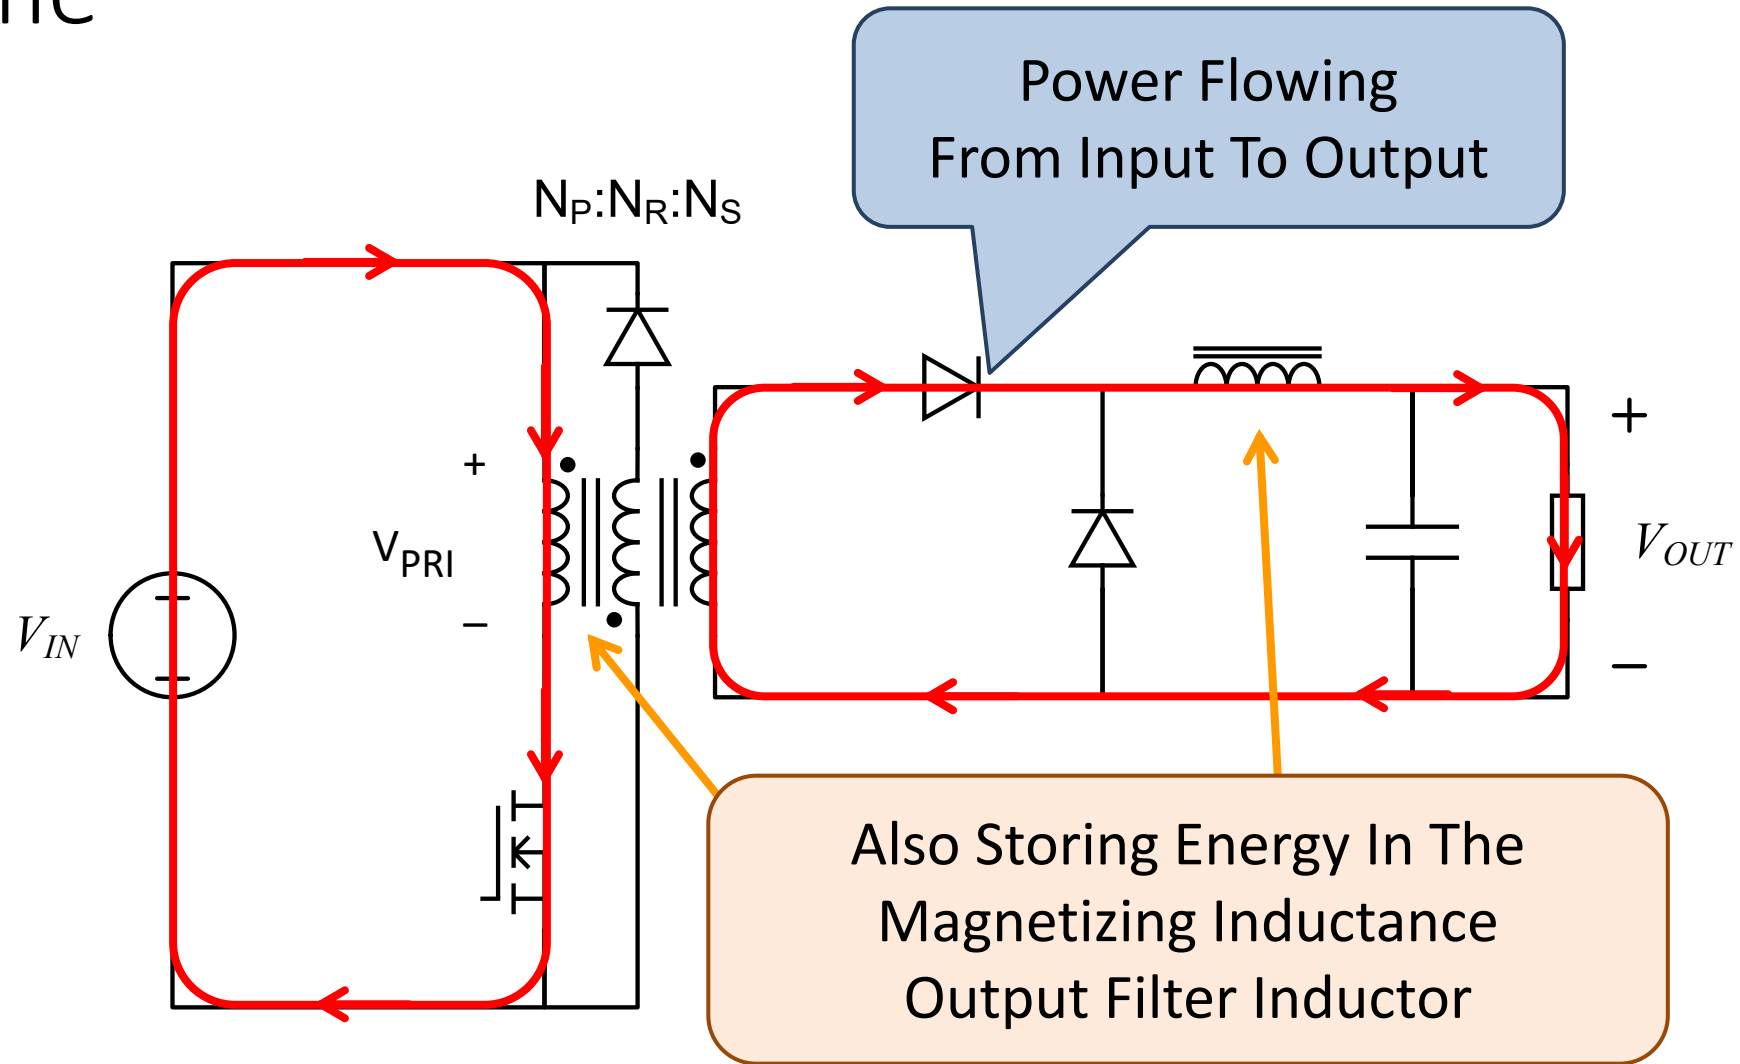 Power Flowing
From Input To Output
NP:NR:NS
+
VPRI
–
VIN
+
VOUT
–
Also Storing Energy In The
Magnetizing Inductance
Output Filter Inductor